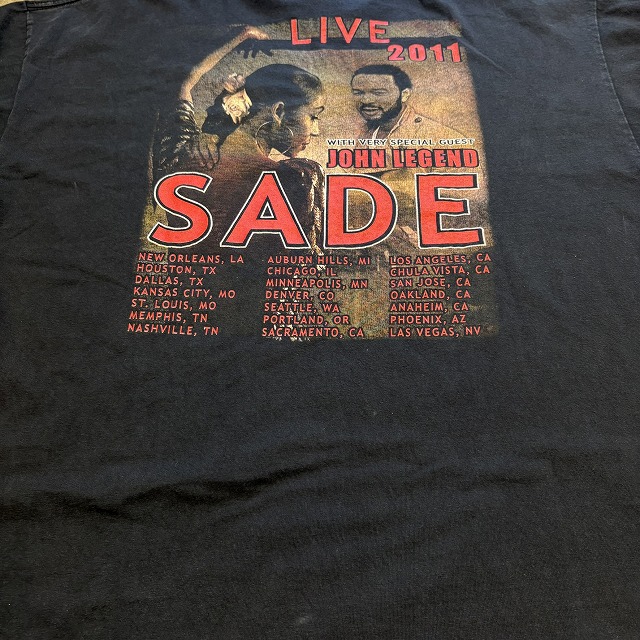 LIVE
2011
WITH VERY SPECIAL GUEST
JOHN LEGEND
SADE
NEW ORLEANS, LA
HOUSTON, TX
DALLAS, TX
KANSAS CITY, MO
ST. LOUIS, MO
MEMPHIS, TN
NASHVILLE, TN
AUBURN HILLS, MI
CHICAGO, IL
MINNEAPOLIS, MN
DENVER, CO
SEATTLE, WA
PORTLAND, OR
SACRAMENTO, CA
LOS ANGELES, CA
CHULA VISTA, CA
SAN JOSE, CA
OAKLAND, CA
ANAHEIM, CA
PHOENIX, AZ
LAS VEGAS, NV